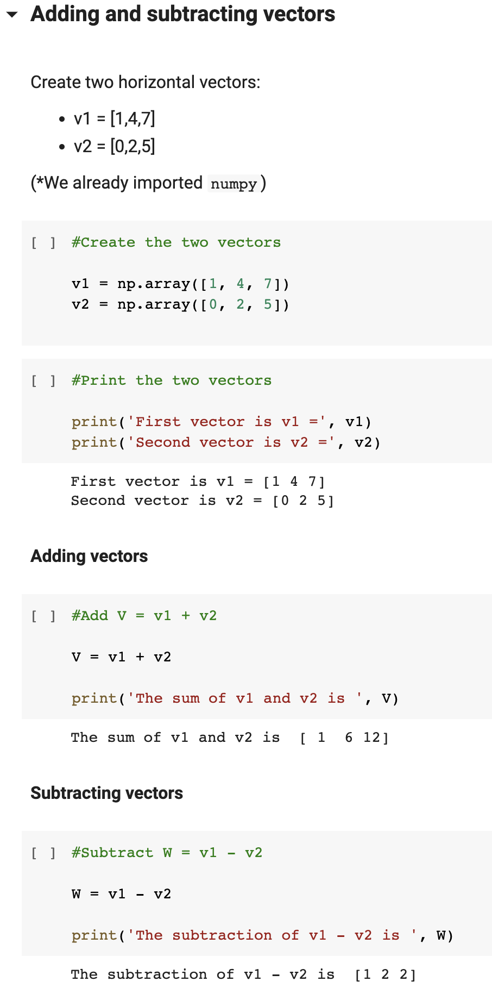 Adding and subtracting vectors
Create two horizontal vectors:
• v1 = [1,4,7]
• v2 = [0,2,5]
(*We already imported numpy)
[ ] #Create the two vectors
v1 = np.array([1, 4, 7])
v2 = np.array([0, 2, 5])
[ ] #Print the two vectors
print('First vector is v1 =', v1)
print('Second vector is v2 =', v2)
First vector is v1 = [1 4 7]
Second vector is v2 = [0 2 5]
Adding vectors
[ ] #Add V = v1 + v2
V = v1 + v2
print('The sum of v1 and v2 is ', V)
The sum of v1 and v2 is  [ 1  6 12]
Subtracting vectors
[ ] #Subtract W = v1 - v2
W = v1 - v2
print('The subtraction of v1 - v2 is ', W)
The subtraction of v1 - v2 is  [1 2 2]